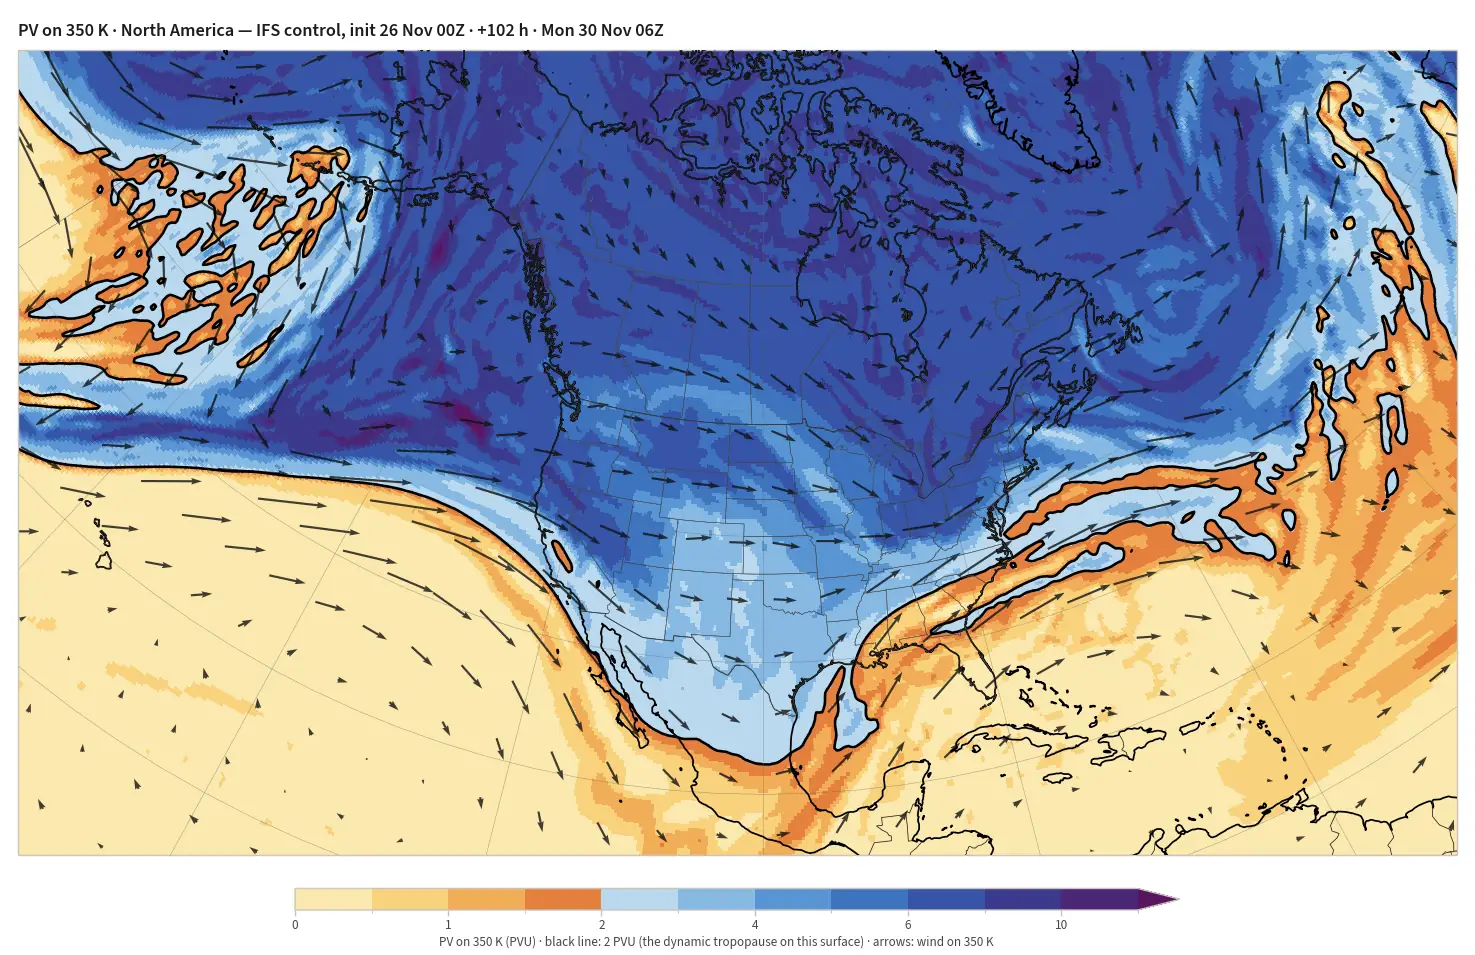 PV on 350 K · North America — IFS control, init 26 Nov 00Z · +102 h · Mon 30 Nov 06Z
0 1 2 4 6 10
PV on 350 K (PVU) · black line: 2 PVU (the dynamic tropopause on this surface) · arrows: wind on 350 K